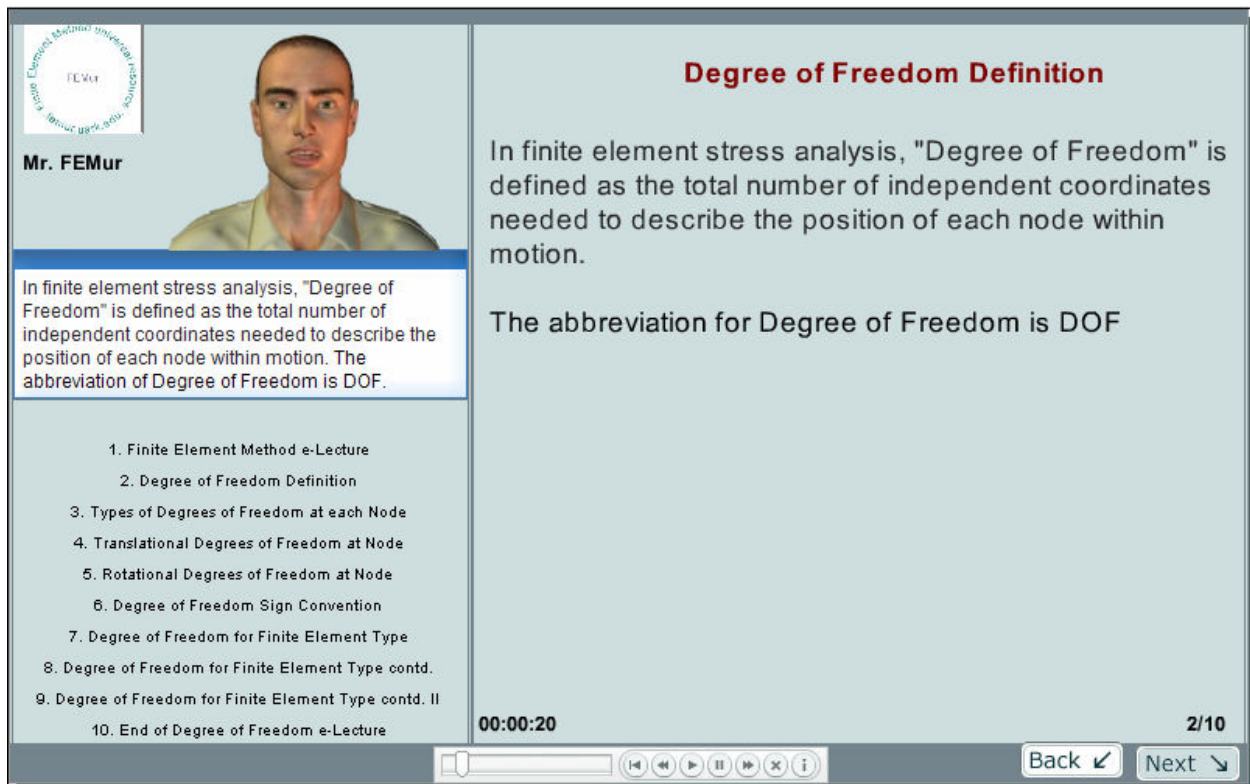 Finite Element Method universal resource
FEMur
Mr. FEMur
In finite element stress analysis, "Degree of
Freedom" is defined as the total number of
independent coordinates needed to describe the
position of each node within motion. The
abbreviation of Degree of Freedom is DOF.
1. Finite Element Method e-Lecture
2. Degree of Freedom Definition
3. Types of Degrees of Freedom at each Node
4. Translational Degrees of Freedom at Node
5. Rotational Degrees of Freedom at Node
6. Degree of Freedom Sign Convention
7. Degree of Freedom for Finite Element Type
8. Degree of Freedom for Finite Element Type contd.
9. Degree of Freedom for Finite Element Type contd. II
10. End of Degree of Freedom e-Lecture
Degree of Freedom Definition
In finite element stress analysis, "Degree of Freedom" is
defined as the total number of independent coordinates
needed to describe the position of each node within
motion.
The abbreviation for Degree of Freedom is DOF
00:00:20
2/10
i
Back
Next